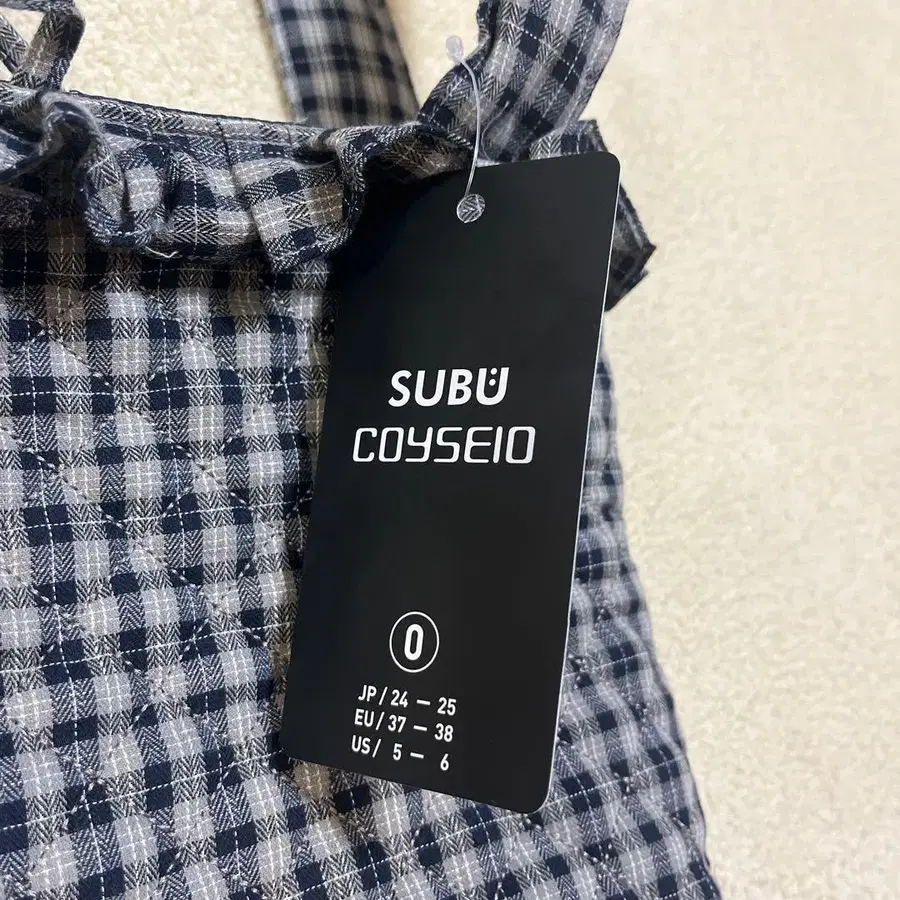 SUBU
COYSEIO
0
JP / 24 — 25
EU / 37 — 38
US / 5 — 6